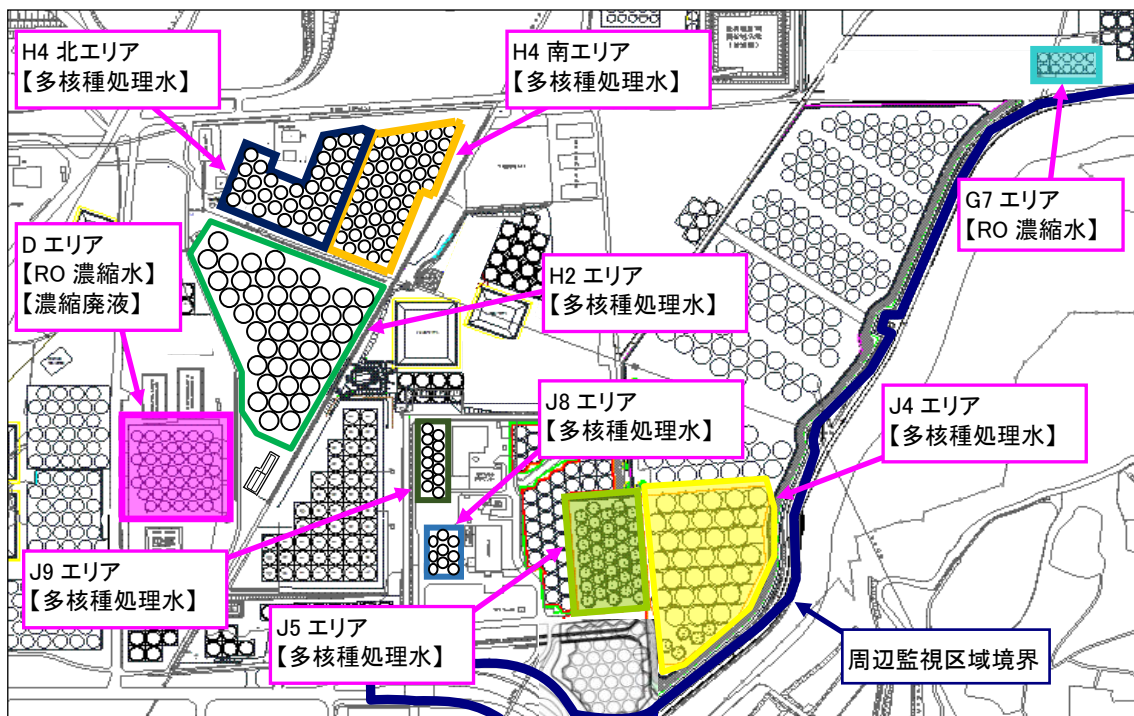 H4 北エリア
【多核種処理水】
H4 南エリア
【多核種処理水】
G7 エリア
【RO 濃縮水】
D エリア
【RO 濃縮水】
【濃縮廃液】
H2 エリア
【多核種処理水】
J8 エリア
【多核種処理水】
J4 エリア
【多核種処理水】
J9 エリア
【多核種処理水】
J5 エリア
【多核種処理水】
周辺監視区域境界